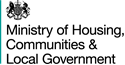 Ministry of Housing,
Communities &
Local Government